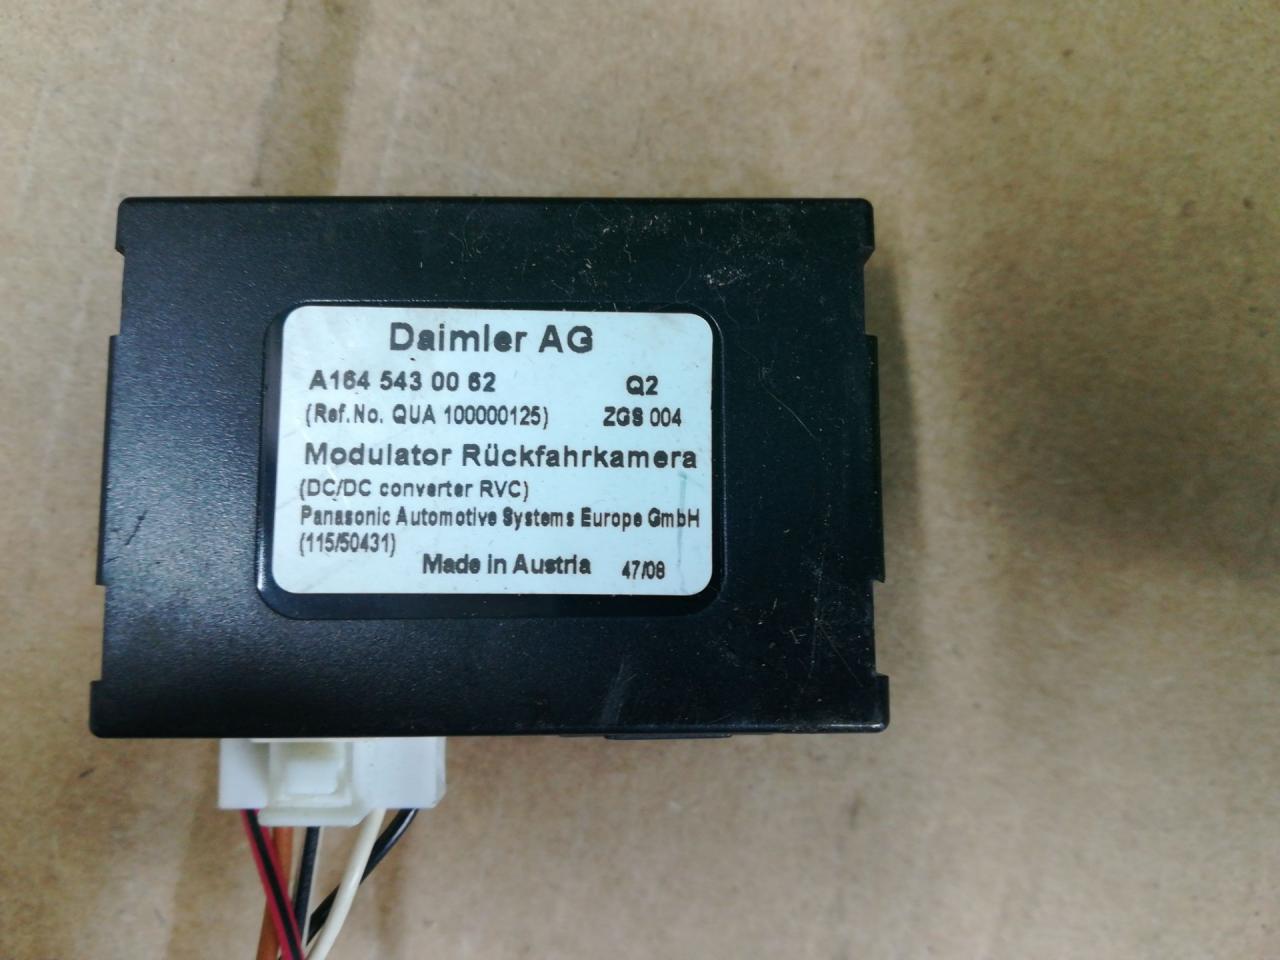 Daimler AG
A164 543 00 62 Q2
(Ref.No. QUA 100000125) ZGS 004
Modulator Rückfahrkamera
(DC/DC converter RVC)
Panasonic Automotive Systems Europe GmbH
(115/50431)
Made in Austria 47/08